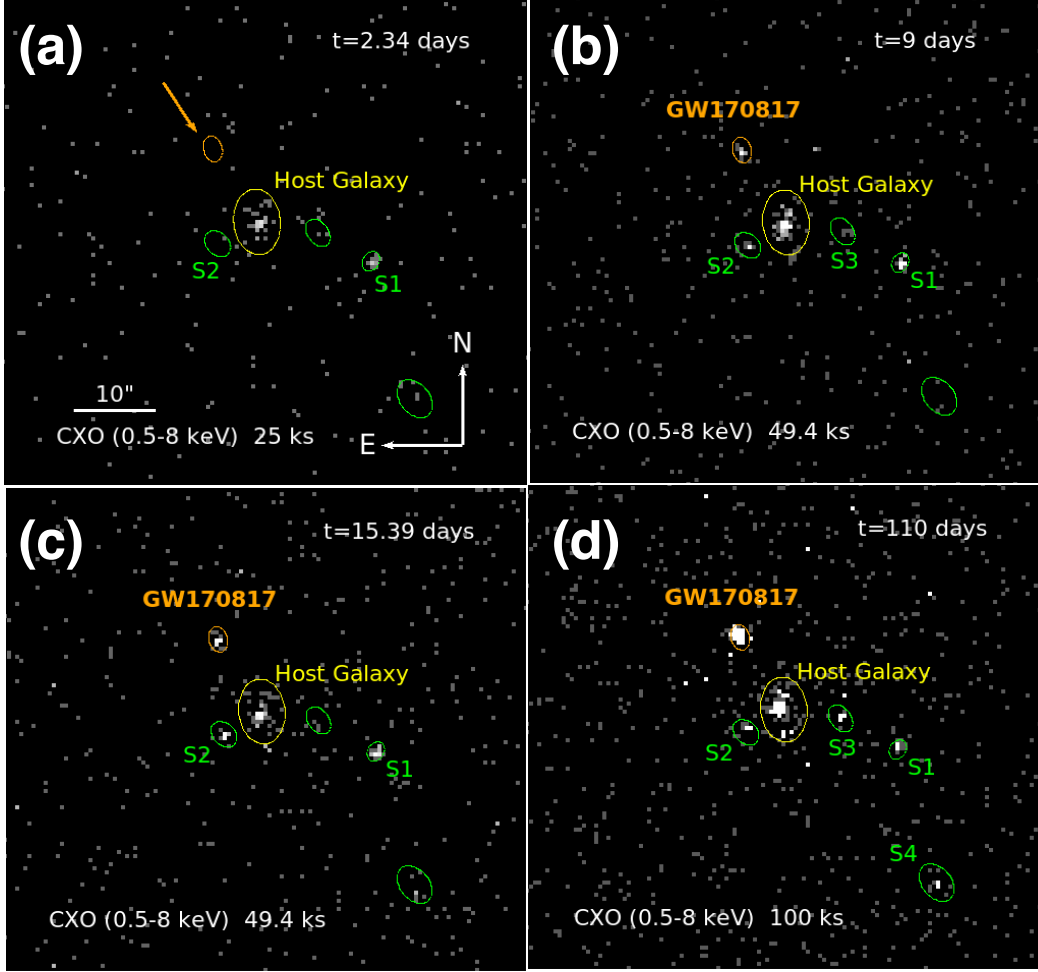 (a)
t=2.34 days
Host Galaxy
S2
S1
10"
N
E
CXO (0.5-8 keV) 25 ks
(b)
t=9 days
GW170817
Host Galaxy
S2
S3
S1
CXO (0.5-8 keV) 49.4 ks
(c)
t=15.39 days
GW170817
Host Galaxy
S2
S1
CXO (0.5-8 keV) 49.4 ks
(d)
t=110 days
GW170817
Host Galaxy
S2
S3
S1
S4
CXO (0.5-8 keV) 100 ks